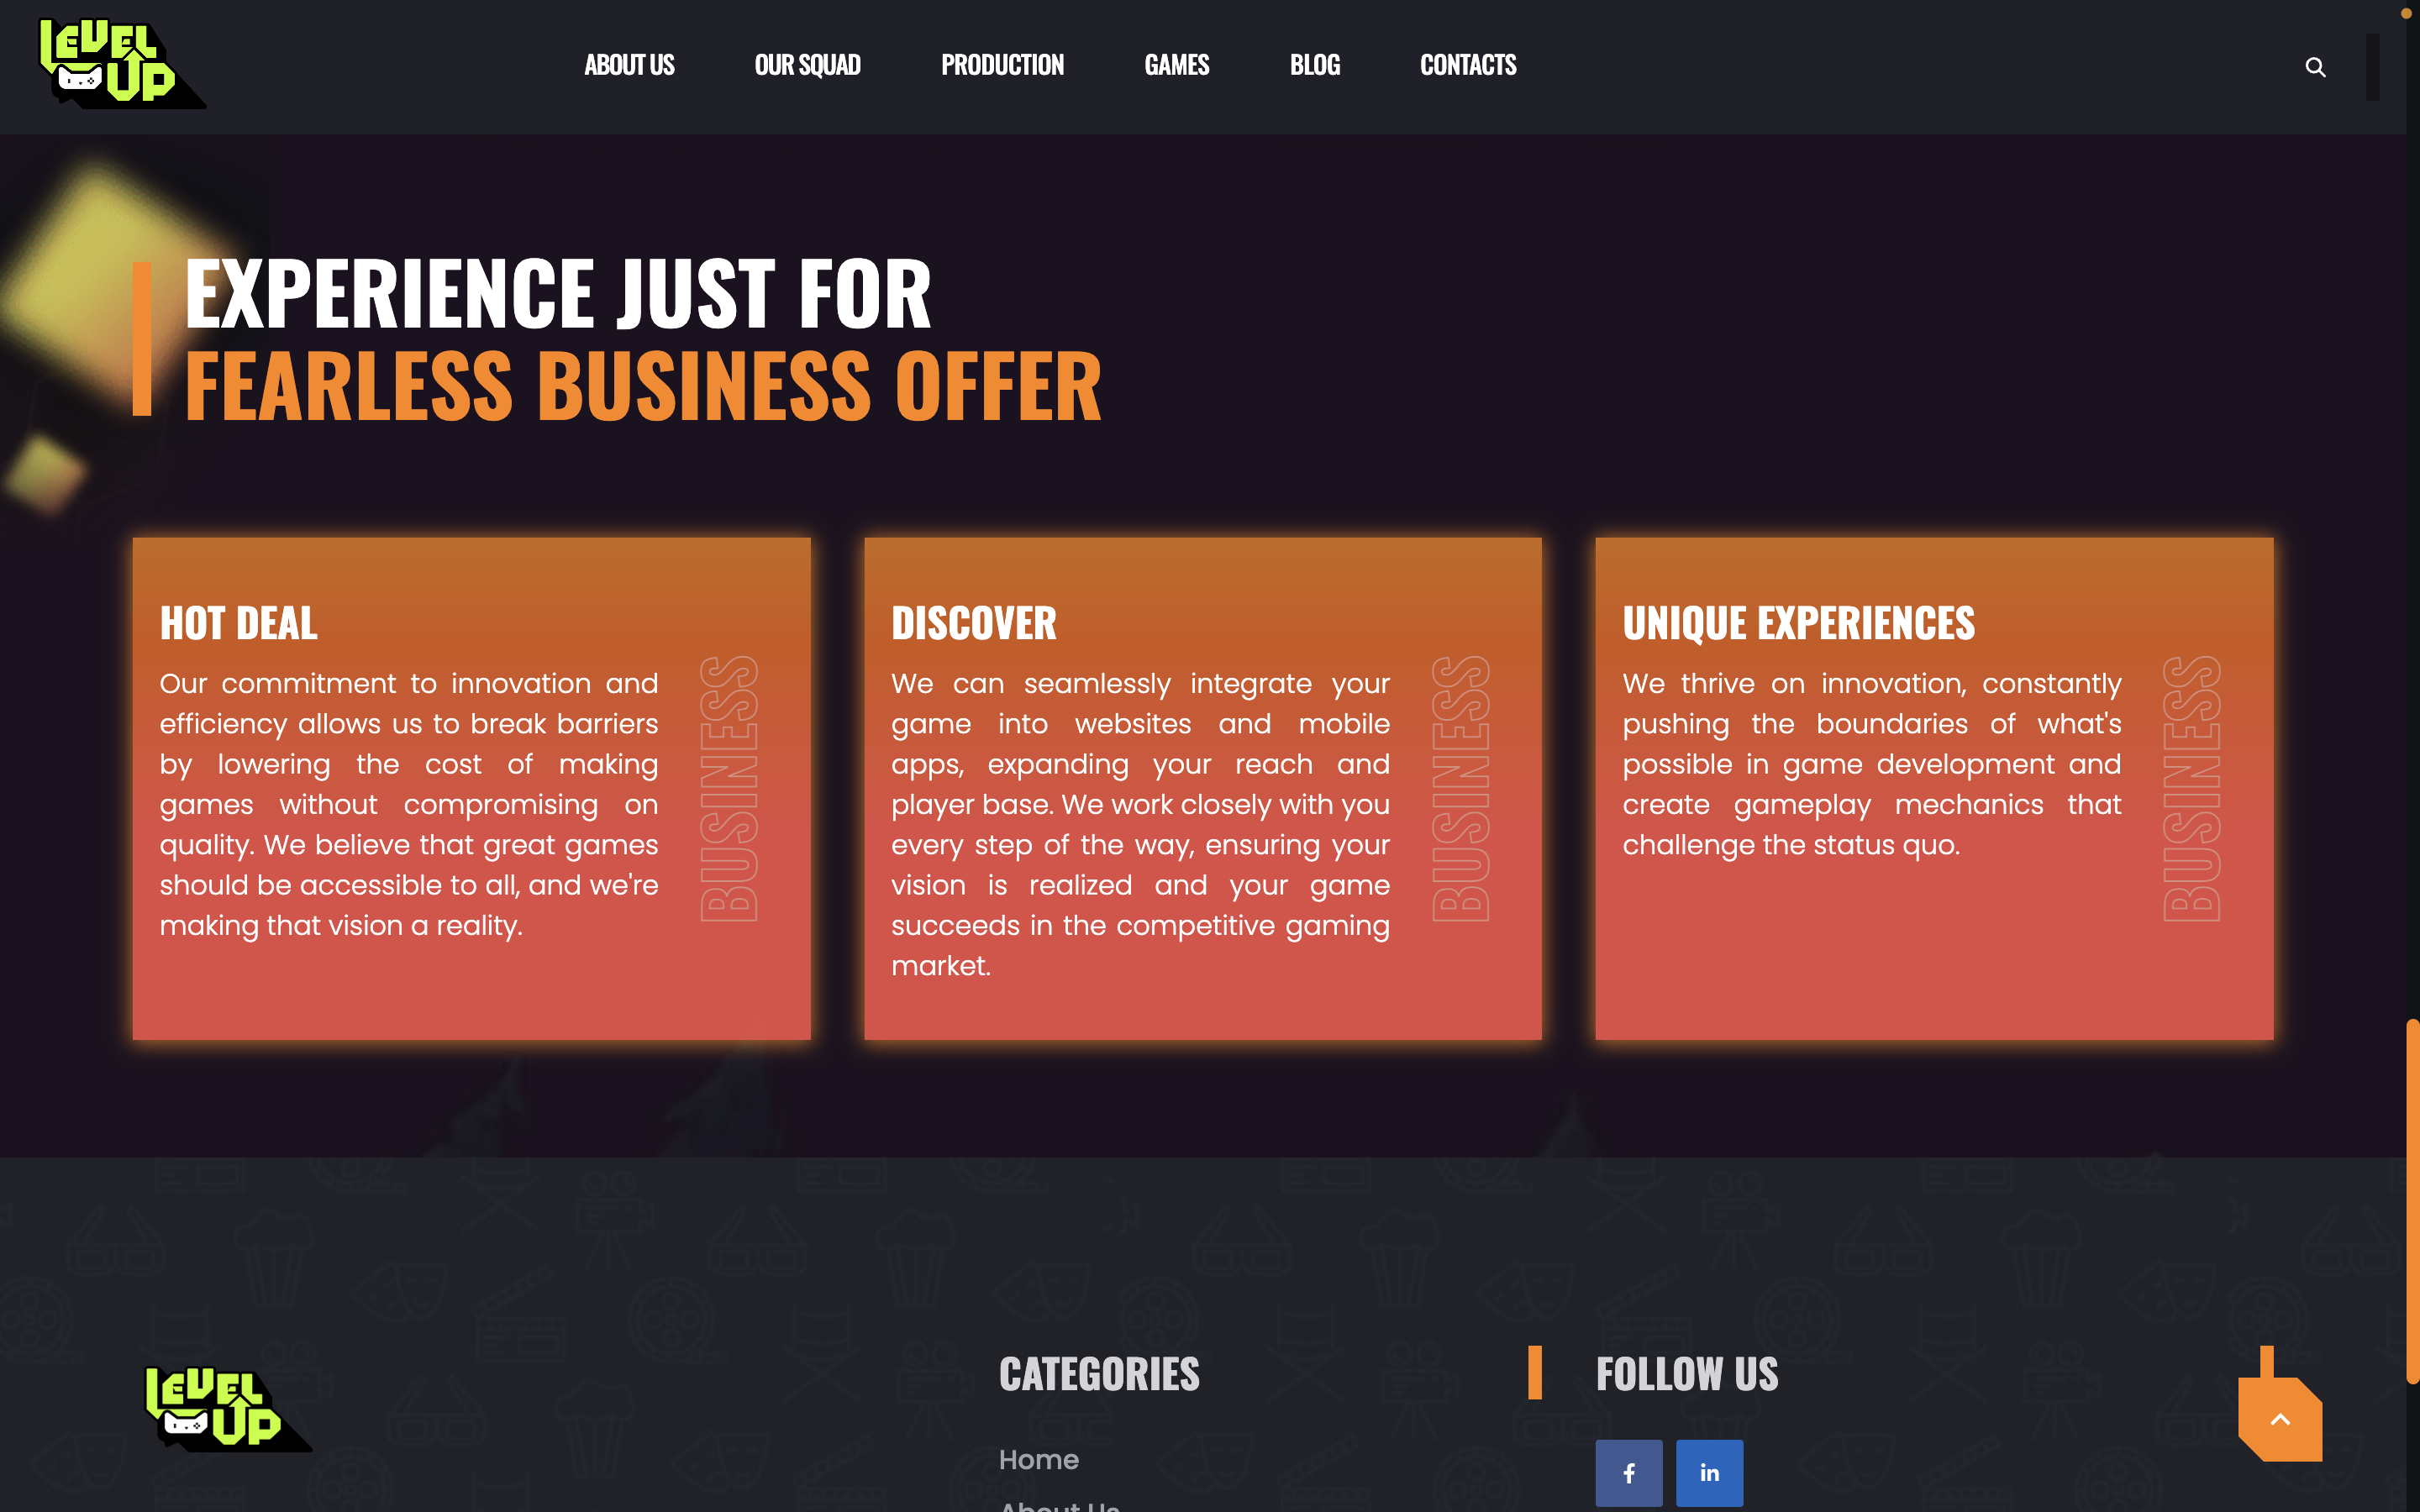 LEVEL
UP
ABOUT US
OUR SQUAD
PRODUCTION
GAMES
BLOG
CONTACTS
EXPERIENCE JUST FOR
FEARLESS BUSINESS OFFER
HOT DEAL
Our commitment to innovation and
efficiency allows us to break barriers
by lowering the cost of making
games without compromising on
quality. We believe that great games
should be accessible to all, and we're
making that vision a reality.
BUSINESS
DISCOVER
We can seamlessly integrate your
game into websites and mobile
apps, expanding your reach and
player base. We work closely with you
every step of the way, ensuring your
vision is realized and your game
succeeds in the competitive gaming
market.
BUSINESS
UNIQUE EXPERIENCES
We thrive on innovation, constantly
pushing the boundaries of what's
possible in game development and
create gameplay mechanics that
challenge the status quo.
BUSINESS
LEVEL
UP
CATEGORIES
Home
About Us
FOLLOW US
f
in